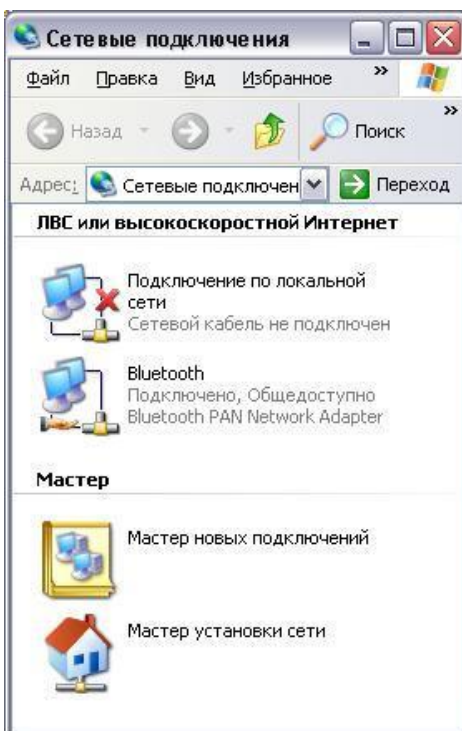 Сетевые подключения
Файл Правка Вид Избранное »
Назад Поиск »
Адрес: Сетевые подключен Переход
ЛВС или высокоскоростной Интернет
Подключение по локальной
сети
Сетевой кабель не подключен
Bluetooth
Подключено, Общедоступно
Bluetooth PAN Network Adapter
Мастер
Мастер новых подключений
Мастер установки сети